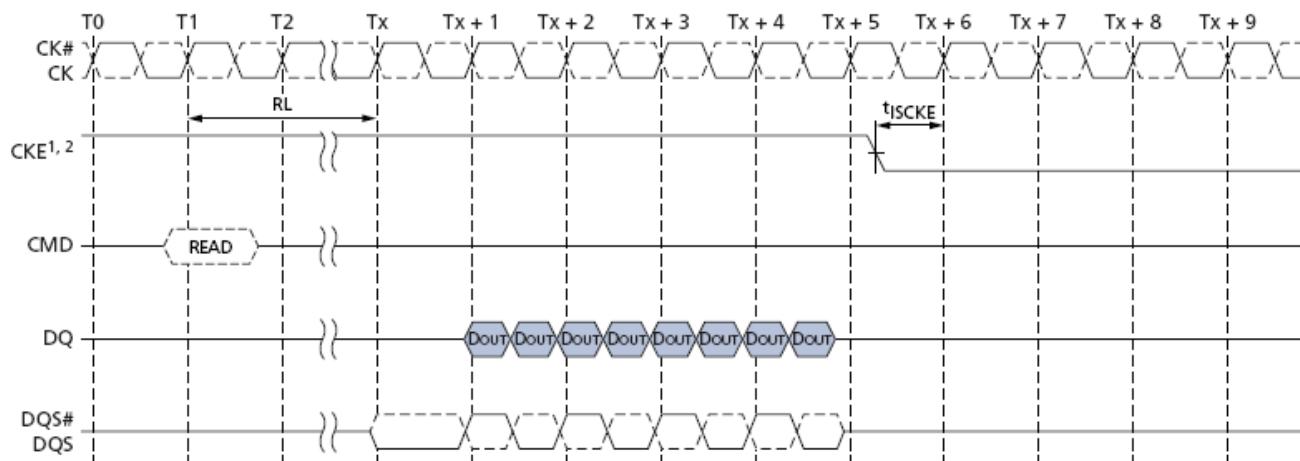 T0 T1 T2 Tx Tx + 1 Tx + 2 Tx + 3 Tx + 4 Tx + 5 Tx + 6 Tx + 7 Tx + 8 Tx + 9
CK#
CK
RL
tISCKE
CKE1, 2
CMD READ
DQ DOUT DOUT DOUT DOUT DOUT DOUT DOUT DOUT
DQS#
DQS